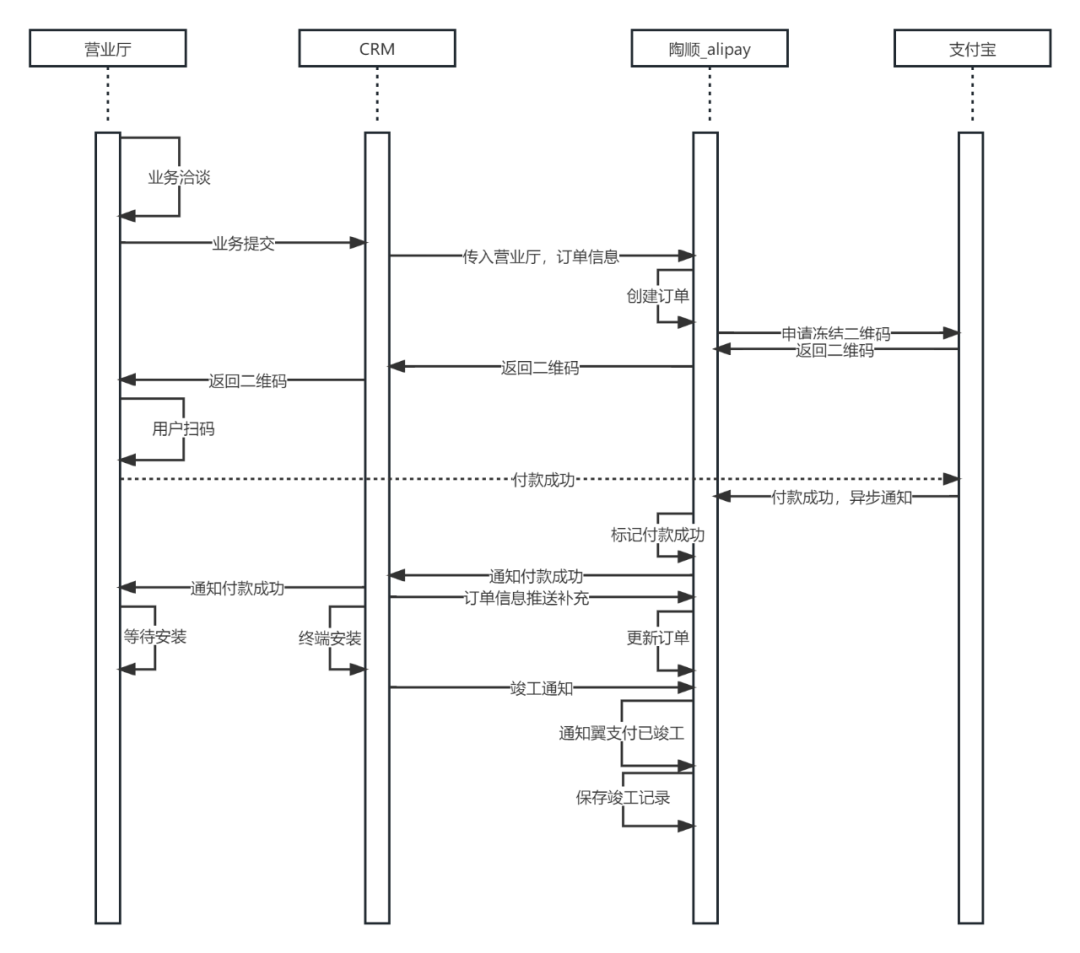 营业厅
CRM
陶顺_alipay
支付宝
业务洽谈
业务提交
传入营业厅，订单信息
创建订单
申请冻结二维码
返回二维码
返回二维码
返回二维码
用户扫码
付款成功
付款成功，异步通知
标记付款成功
通知付款成功
通知付款成功
订单信息推送补充
等待安装
终端安装
更新订单
竣工通知
通知翼支付已竣工
保存竣工记录